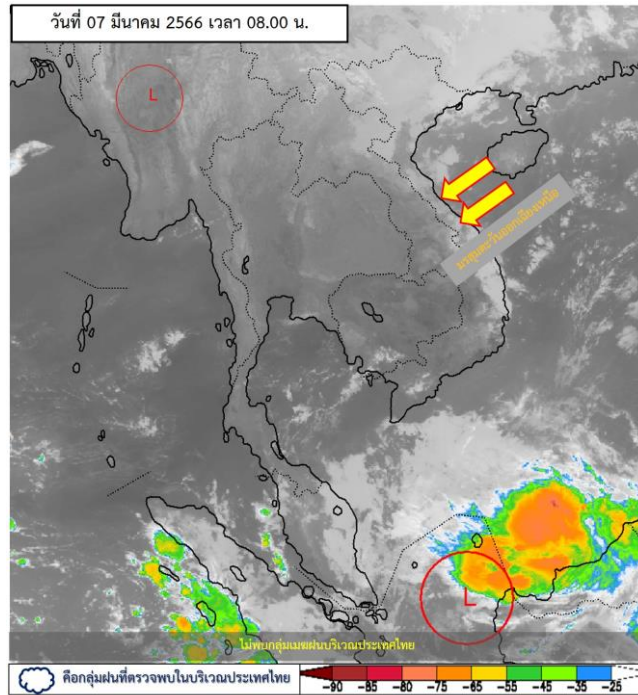 วันที่ 07 มีนาคม 2566 เวลา 08.00 น.
L
มรสุมตะวันออกเฉียงเหนือ
L
ไม่พบกลุ่มเมฆฝนบริเวณประเทศไทย
คือกลุ่มฝนที่ตรวจพบในบริเวณประเทศไทย
-90 -85 -80 -75 -65 -55 -45 -35 -25